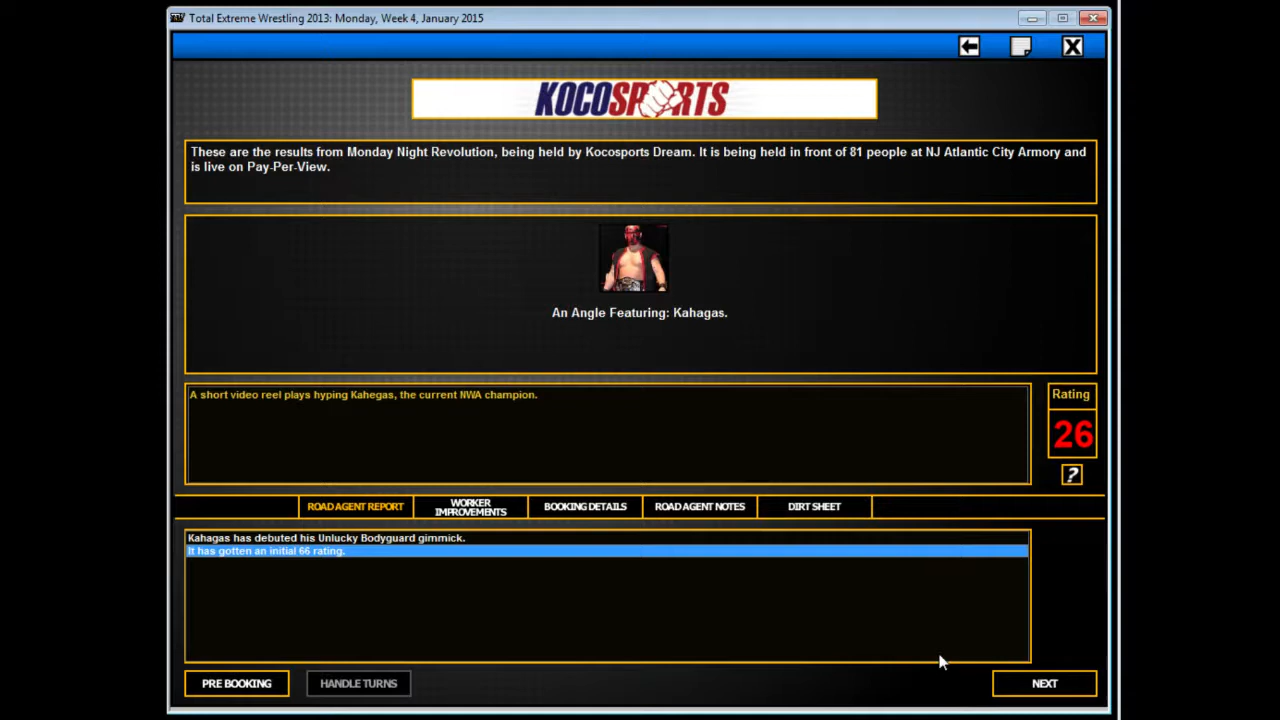 Total Extreme Wrestling 2013: Monday, Week 4, January 2015
KOCOSPORTS
These are the results from Monday Night Revolution, being held by Kocosports Dream. It is being held in front of 81 people at NJ Atlantic City Armory and
is live on Pay-Per-View.
An Angle Featuring: Kahagas.
A short video reel plays hyping Kahegas, the current NWA champion.
Rating
26
?
ROAD AGENT REPORT
WORKER
IMPROVEMENTS
BOOKING DETAILS
ROAD AGENT NOTES
DIRT SHEET
Kahagas has debuted his Unlucky Bodyguard gimmick.
It has gotten an initial 66 rating.
PRE BOOKING
HANDLE TURNS
NEXT